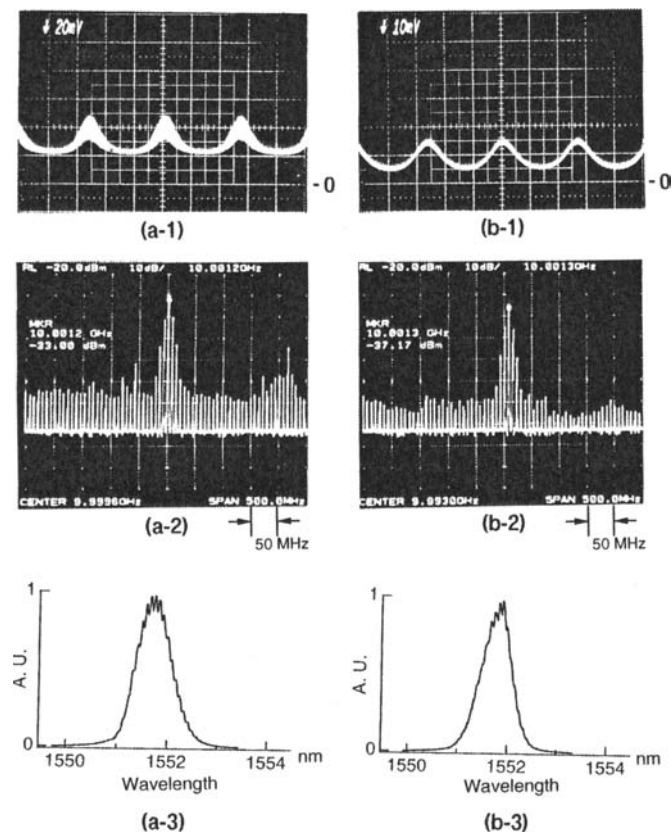 ↓ 20mV
- 0
(a-1)
↓ 10mV
- 0
(b-1)
RL -20.0dBm 10dB/ 10.0012GHz
MKR
10.0012 GHz
-33.00 dBm
CENTER 9.9996GHz SPAN 500.0MHz
(a-2)
50 MHz
RL -20.0dBm 10dB/ 10.0013GHz
MKR
10.0013 GHz
-37.17 dBm
CENTER 9.9930GHz SPAN 500.0MHz
(b-2)
50 MHz
1
A. U.
0
1550 1552 1554 nm
Wavelength
(a-3)
1
A. U.
0
1550 1552 1554 nm
Wavelength
(b-3)